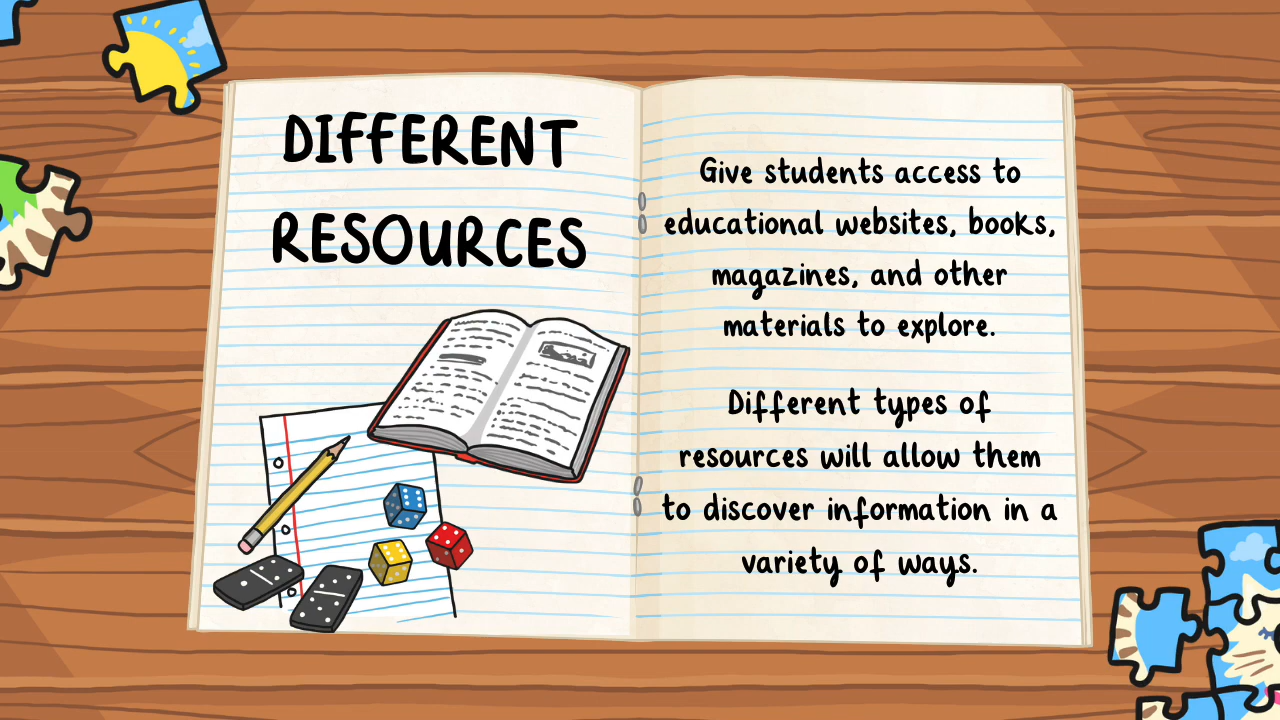 DIFFERENT
RESOURCES
Give students access to
educational websites, books,
magazines, and other
materials to explore.
Different types of
resources will allow them
to discover information in a
variety of ways.